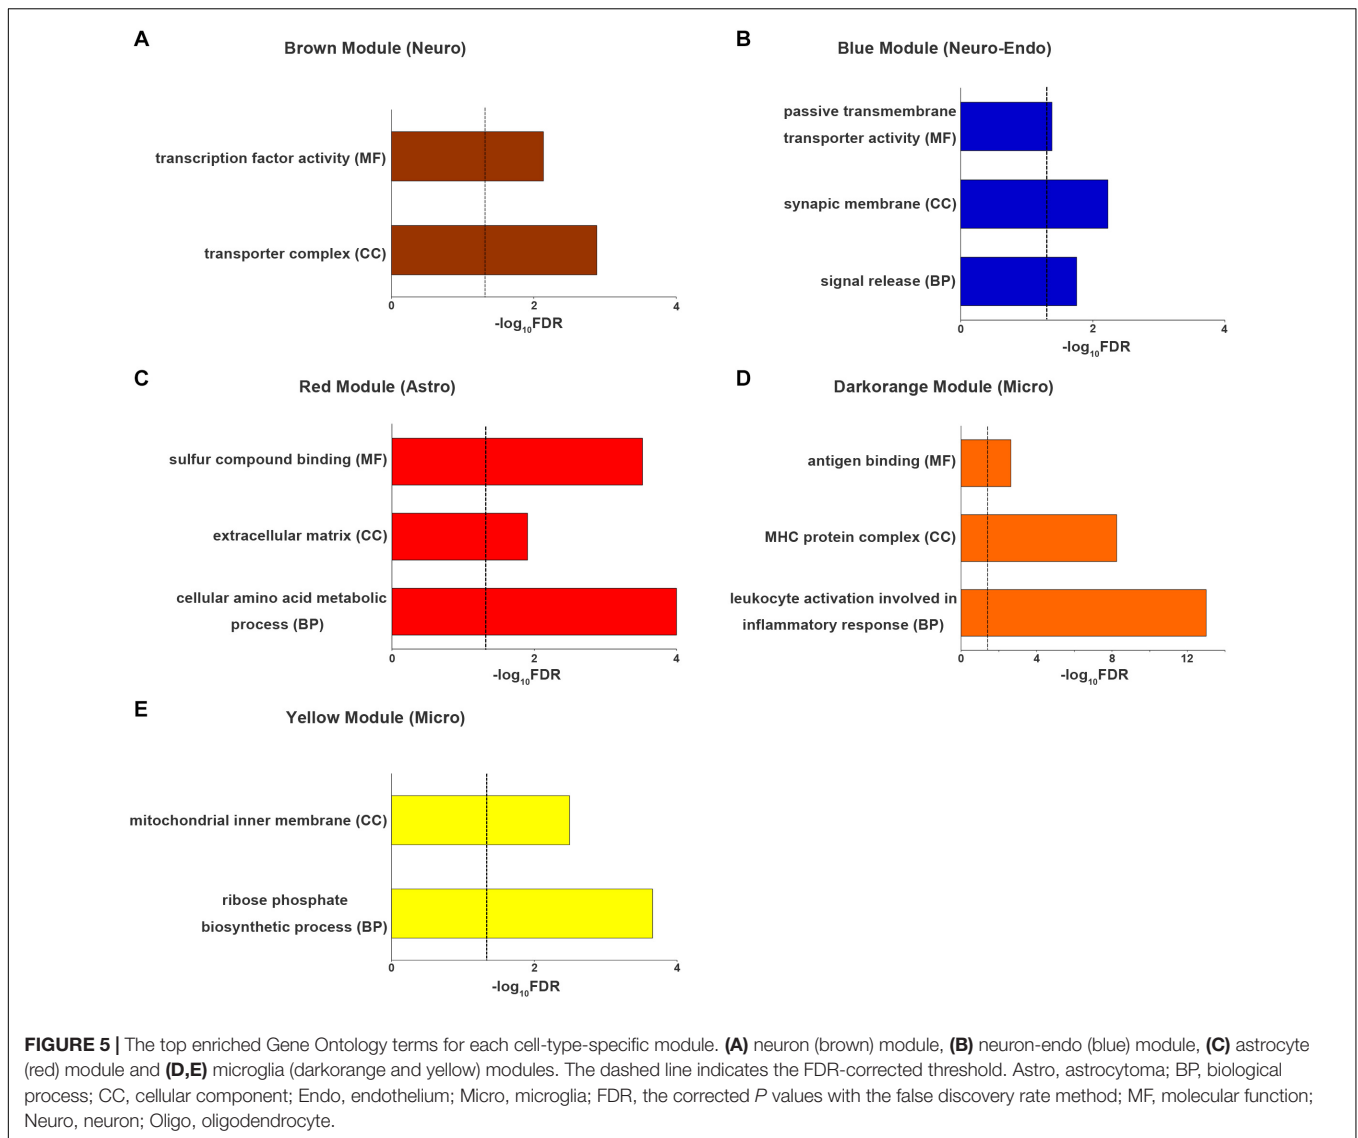 A
Brown Module (Neuro)
transcription factor activity (MF)
transporter complex (CC)
0 2 4
-log10FDR
B
Blue Module (Neuro-Endo)
passive transmembrane
transporter activity (MF)
synapic membrane (CC)
signal release (BP)
0 2 4
-log10FDR
C
Red Module (Astro)
sulfur compound binding (MF)
extracellular matrix (CC)
cellular amino acid metabolic
process (BP)
0 2 4
-log10FDR
D
Darkorange Module (Micro)
antigen binding (MF)
MHC protein complex (CC)
leukocyte activation involved in
inflammatory response (BP)
0 4 8 12
-log10FDR
E
Yellow Module (Micro)
mitochondrial inner membrane (CC)
ribose phosphate
biosynthetic process (BP)
0 2 4
-log10FDR
FIGURE 5 | The top enriched Gene Ontology terms for each cell-type-specific module. (A) neuron (brown) module, (B) neuron-endo (blue) module, (C) astrocyte
(red) module and (D,E) microglia (darkorange and yellow) modules. The dashed line indicates the FDR-corrected threshold. Astro, astrocytoma; BP, biological
process; CC, cellular component; Endo, endothelium; Micro, microglia; FDR, the corrected P values with the false discovery rate method; MF, molecular function;
Neuro, neuron; Oligo, oligodendrocyte.